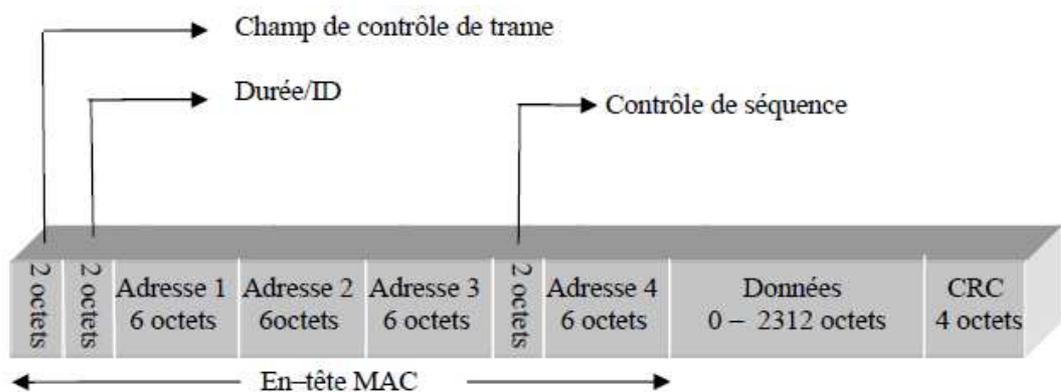 Champ de contrôle de trame
Durée/ID
Contrôle de séquence
2 octets
2 octets
Adresse 1
6 octets
Adresse 2
6octets
Adresse 3
6 octets
2 octets
Adresse 4
6 octets
Données
0 – 2312 octets
CRC
4 octets
En–tête MAC